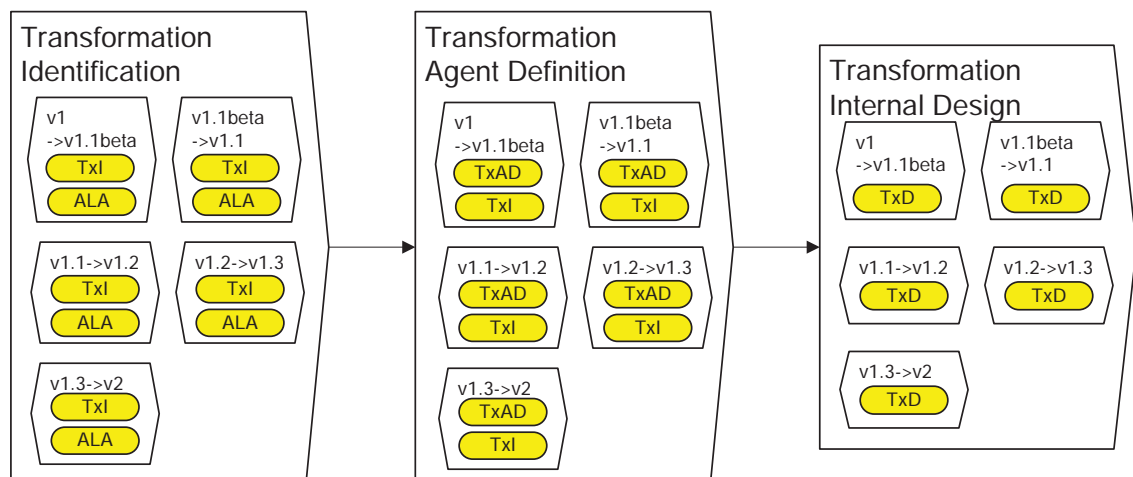 Transformation
Identification
v1
->v1.1beta
TxI
ALA
v1.1beta
->v1.1
TxI
ALA
v1.1->v1.2
TxI
ALA
v1.2->v1.3
TxI
ALA
v1.3->v2
TxI
ALA
Transformation
Agent Definition
v1
->v1.1beta
TxAD
TxI
v1.1beta
->v1.1
TxAD
TxI
v1.1->v1.2
TxAD
TxI
v1.2->v1.3
TxAD
TxI
v1.3->v2
TxAD
TxI
Transformation
Internal Design
v1
->v1.1beta
TxD
v1.1beta
->v1.1
TxD
v1.1->v1.2
TxD
v1.2->v1.3
TxD
v1.3->v2
TxD